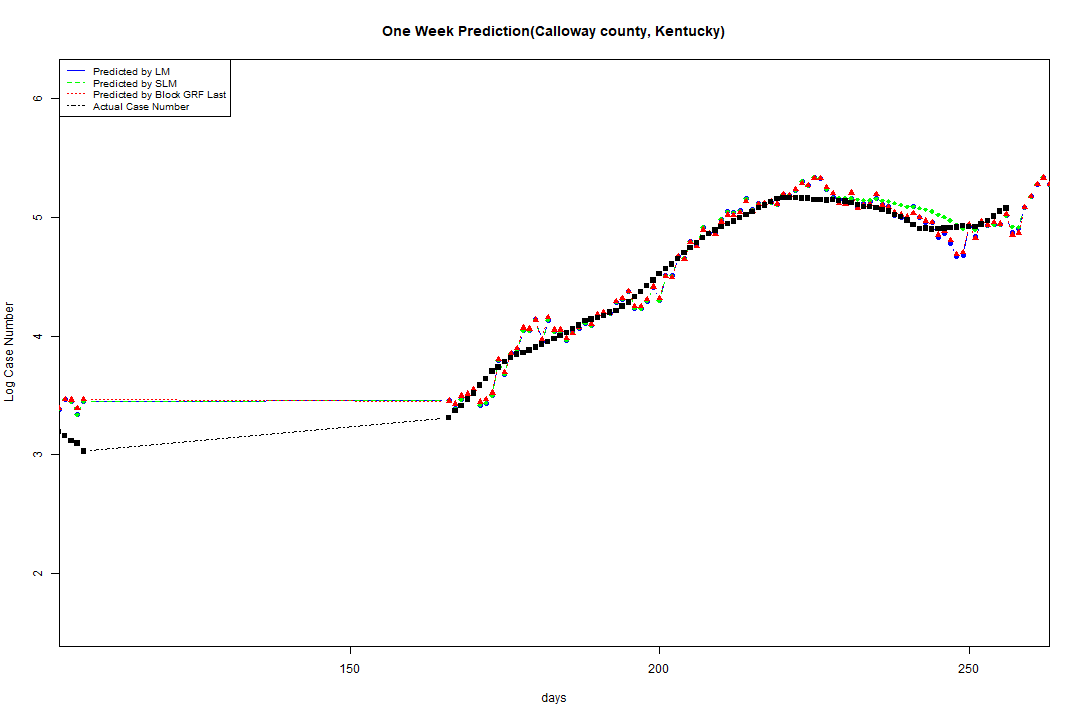 One Week Prediction(Calloway county, Kentucky)
Predicted by LM
Predicted by SLM
Predicted by Block GRF Last
Actual Case Number
6
5
4
3
2
Log Case Number
150
200
250
days